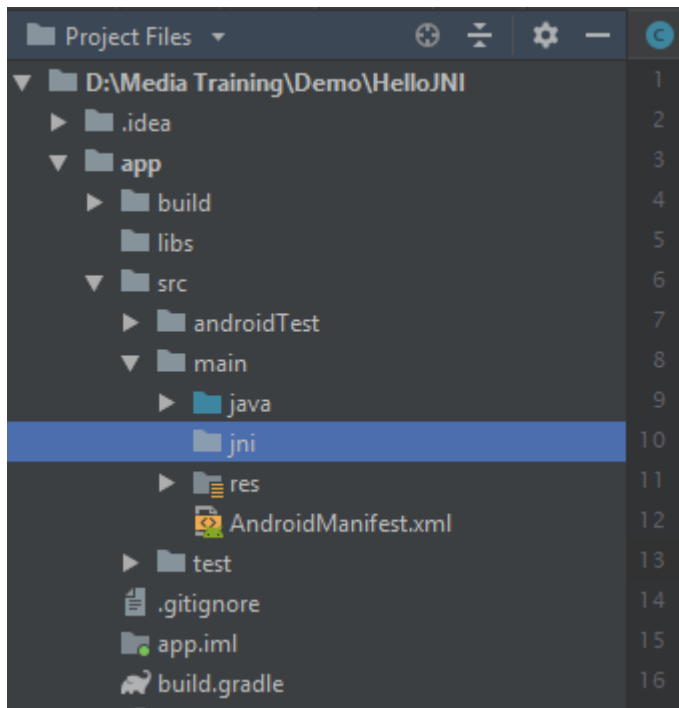 Project Files
D:\Media Training\Demo\HelloJNI
.idea
app
build
libs
src
androidTest
main
java
jni
res
AndroidManifest.xml
test
.gitignore
app.iml
build.gradle
C
1
2
3
4
5
6
7
8
9
10
11
12
13
14
15
16